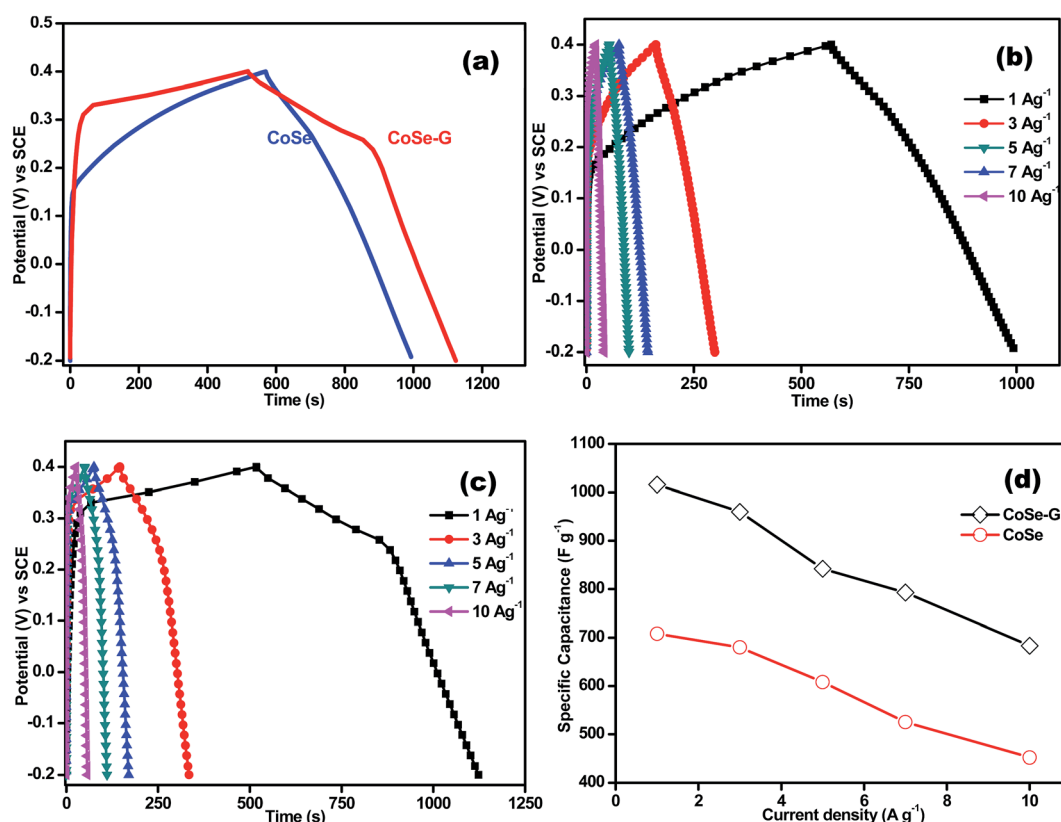 (a)
0.5
0.4
0.3
0.2
0.1
0.0
-0.1
-0.2
Potential (V) vs SCE
CoSe
CoSe-G
0 200 400 600 800 1000 1200
Time (s)
(b)
0.4
0.3
0.2
0.1
0.0
-0.1
-0.2
Potential (V) vs SCE
1 Ag⁻¹
3 Ag⁻¹
5 Ag⁻¹
7 Ag⁻¹
10 Ag⁻¹
0 250 500 750 1000
Time (s)
(c)
0.4
0.3
0.2
0.1
0.0
-0.1
-0.2
Potential (V) vs SCE
1 Ag⁻¹
3 Ag⁻¹
5 Ag⁻¹
7 Ag⁻¹
10 Ag⁻¹
0 250 500 750 1000 1250
Time (s)
(d)
1100
1000
900
800
700
600
500
400
Specific Capacitance (F g⁻¹)
CoSe-G
CoSe
0 2 4 6 8 10
Current density (A g⁻¹)